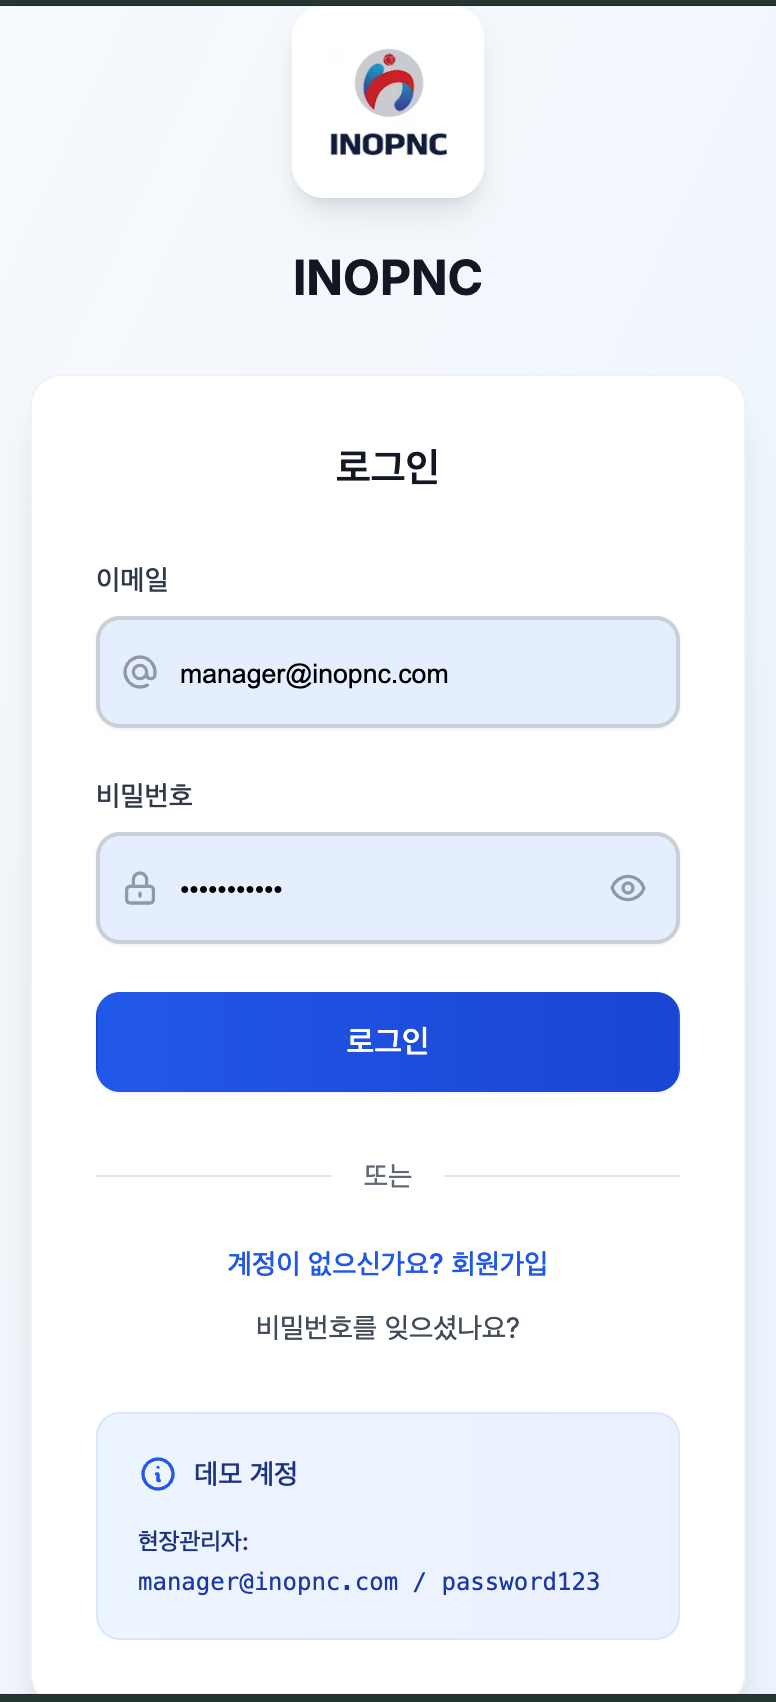 INOPNC
INOPNC
로그인
이메일
manager@inopnc.com
비밀번호
•••••••••••
로그인
또는
계정이 없으신가요? 회원가입
비밀번호를 잊으셨나요?
데모 계정
현장관리자:
manager@inopnc.com / password123